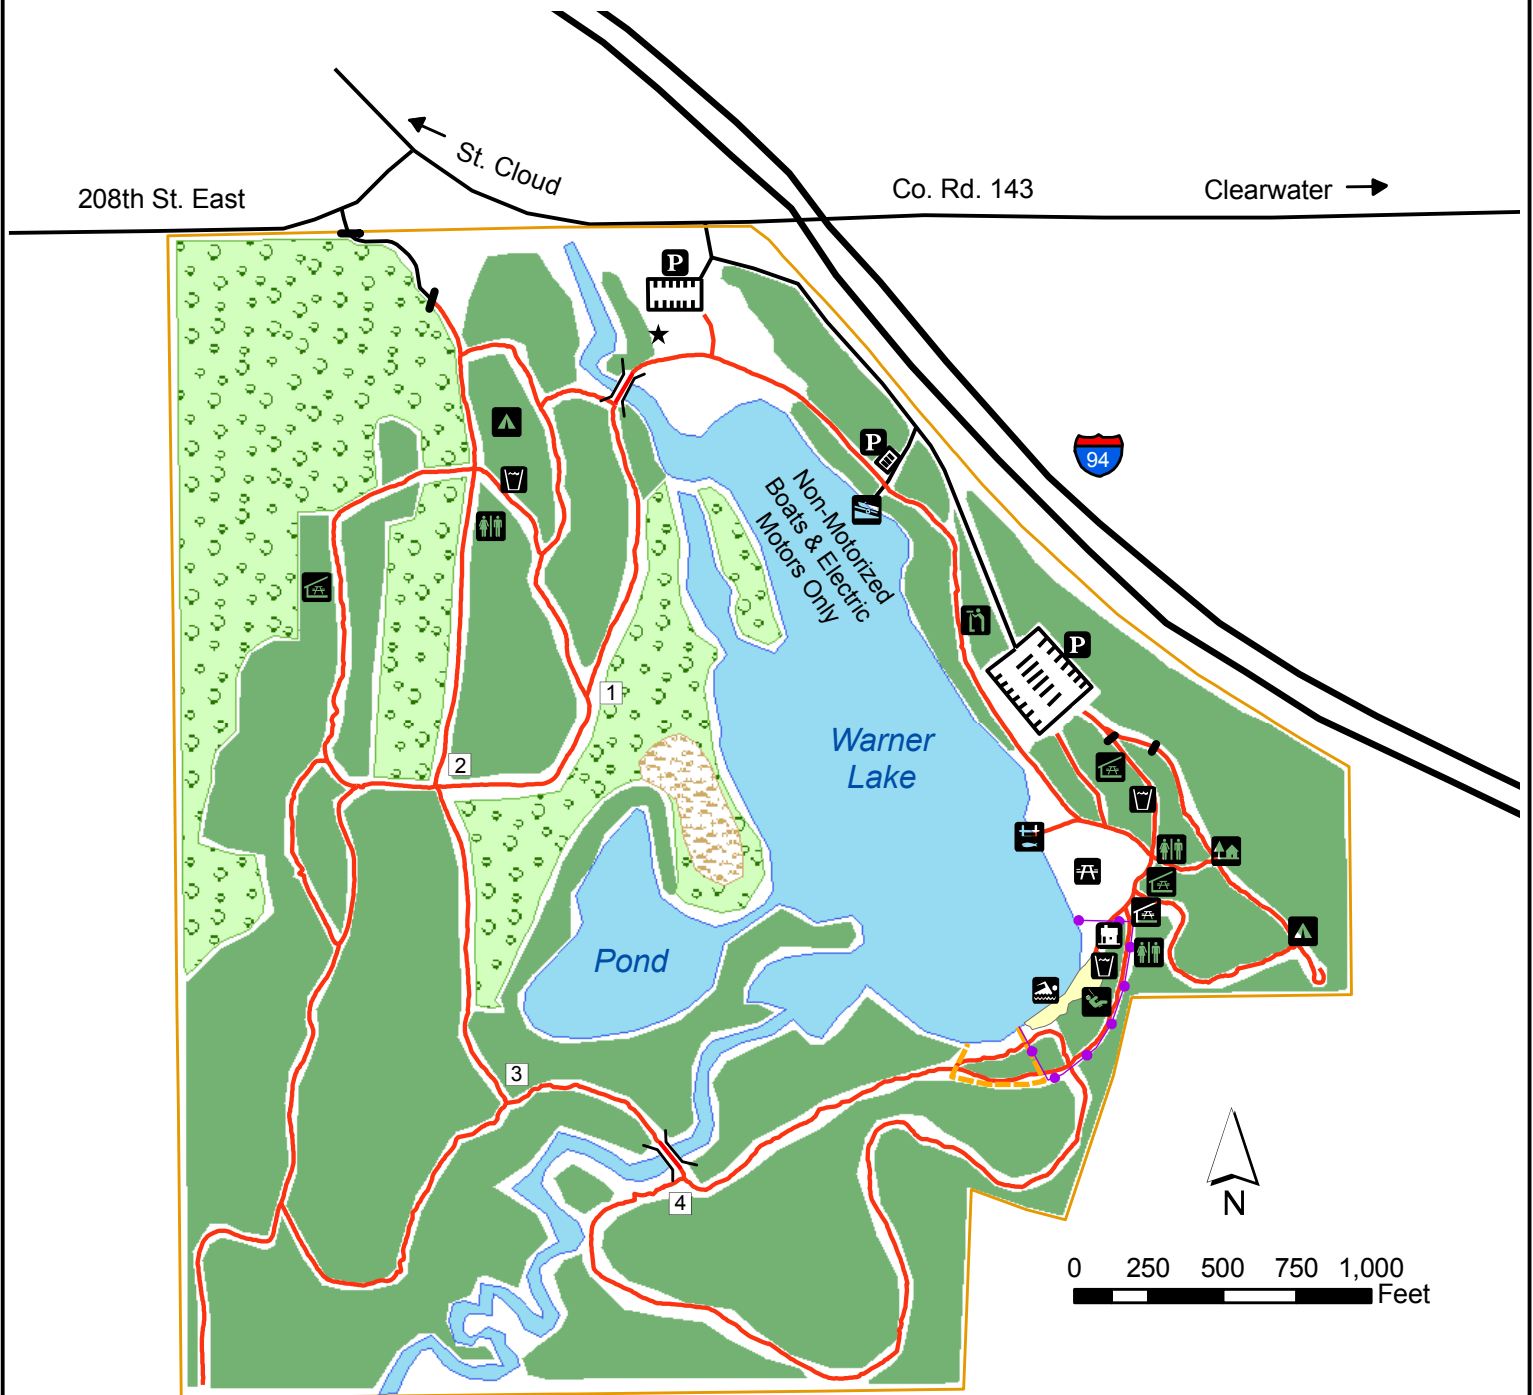 St. Cloud
208th St. East
Co. Rd. 143
Clearwater
P
94
P
Non-Motorized
Boats & Electric
Motors Only
P
1
Warner
Lake
2
Pond
3
4
N
0 250 500 750 1,000
Feet